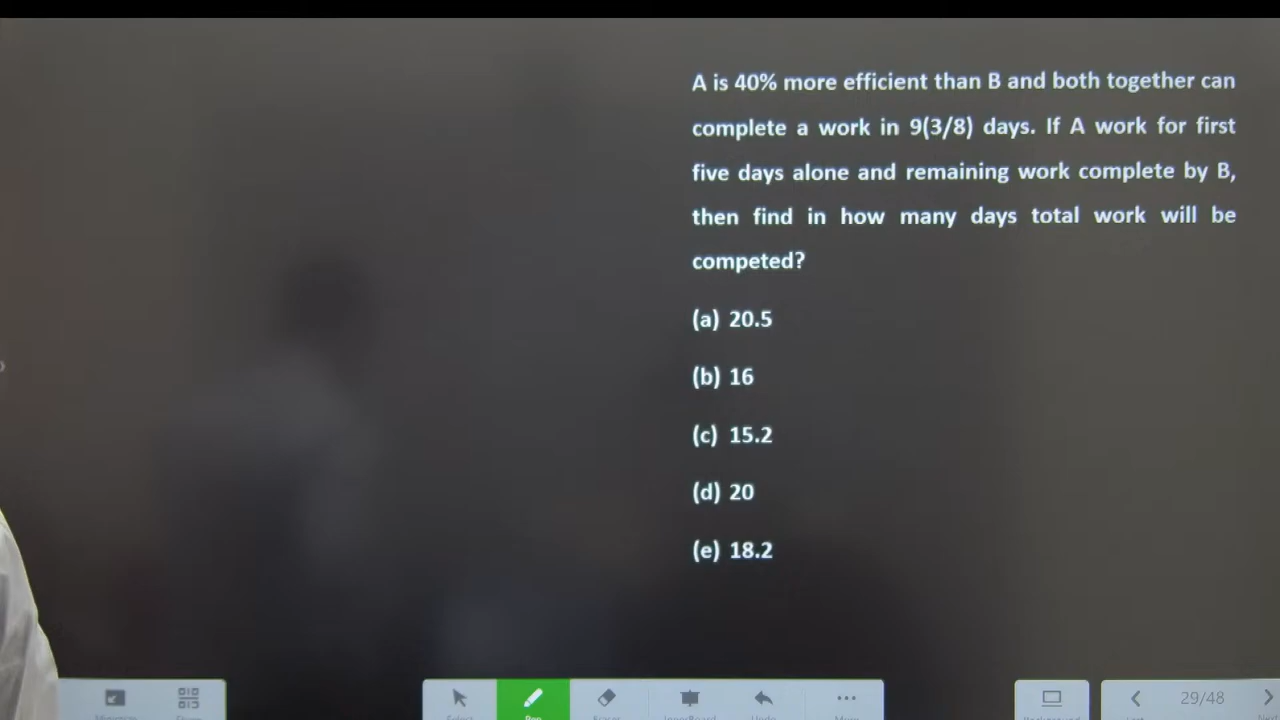 A is 40% more efficient than B and both together can
complete a work in 9(3/8) days. If A work for first
five days alone and remaining work complete by B,
then find in how many days total work will be
competed?
(a) 20.5
(b) 16
(c) 15.2
(d) 20
(e) 18.2
29/48